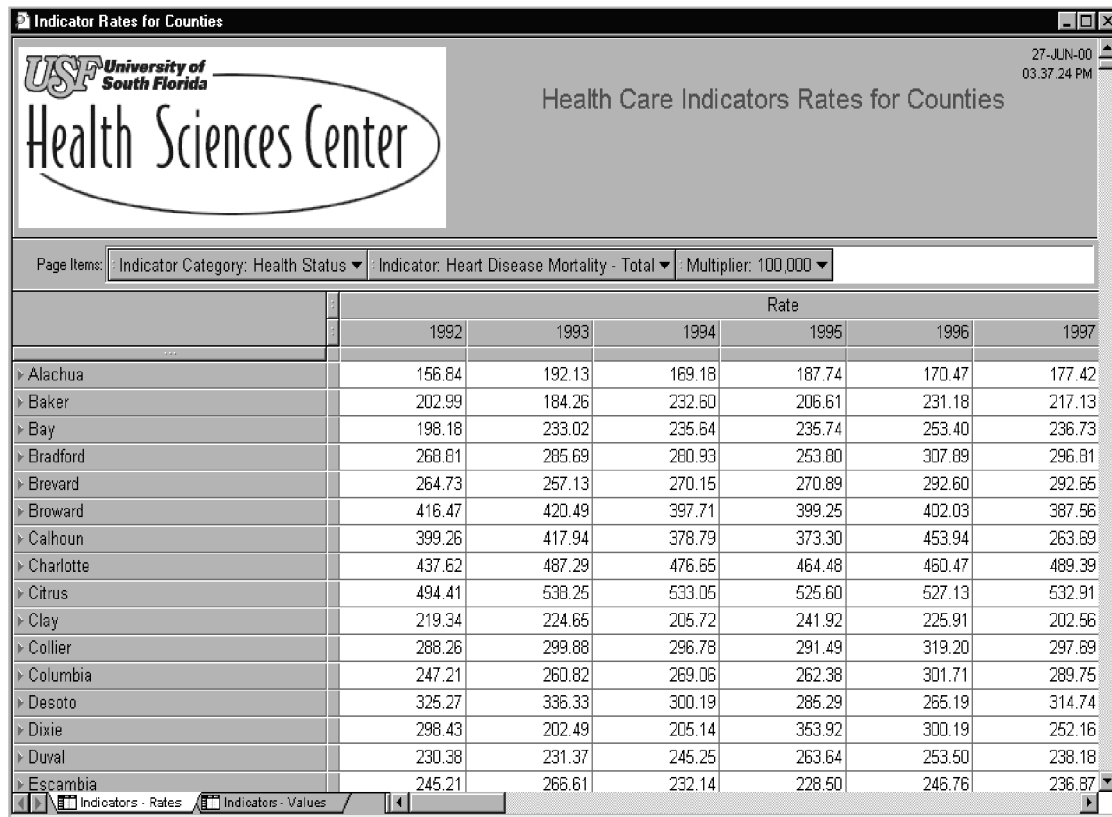 Indicator Rates for Counties
USF University of South Florida
Health Sciences Center
27-JUN-00
03.37.24 PM
Health Care Indicators Rates for Counties
Page Items: Indicator Category: Health Status Indicator: Heart Disease Mortality - Total Multiplier: 100,000
Rate
1992 1993 1994 1995 1996 1997
Alachua 156.84 192.13 169.18 187.74 170.47 177.42
Baker 202.99 184.26 232.60 206.61 231.18 217.13
Bay 198.18 233.02 235.64 235.74 253.40 236.73
Bradford 268.81 285.69 280.93 253.80 307.89 296.81
Brevard 264.73 257.13 270.15 270.89 292.60 292.65
Broward 416.47 420.49 397.71 399.25 402.03 387.56
Calhoun 399.26 417.94 378.79 373.30 453.94 263.69
Charlotte 437.62 487.29 476.65 464.48 460.47 489.39
Citrus 494.41 538.25 533.05 525.60 527.13 532.91
Clay 219.34 224.65 205.72 241.92 225.91 202.56
Collier 288.26 299.88 296.78 291.49 319.20 297.69
Columbia 247.21 260.82 269.06 262.38 301.71 289.75
Desoto 325.27 336.33 300.19 285.29 265.19 314.74
Dixie 298.43 202.49 205.14 353.92 300.19 252.16
Duval 230.38 231.37 245.25 263.64 253.50 238.18
Escambia 245.21 266.61 232.14 228.50 246.76 236.87
Indicators - Rates Indicators - Values